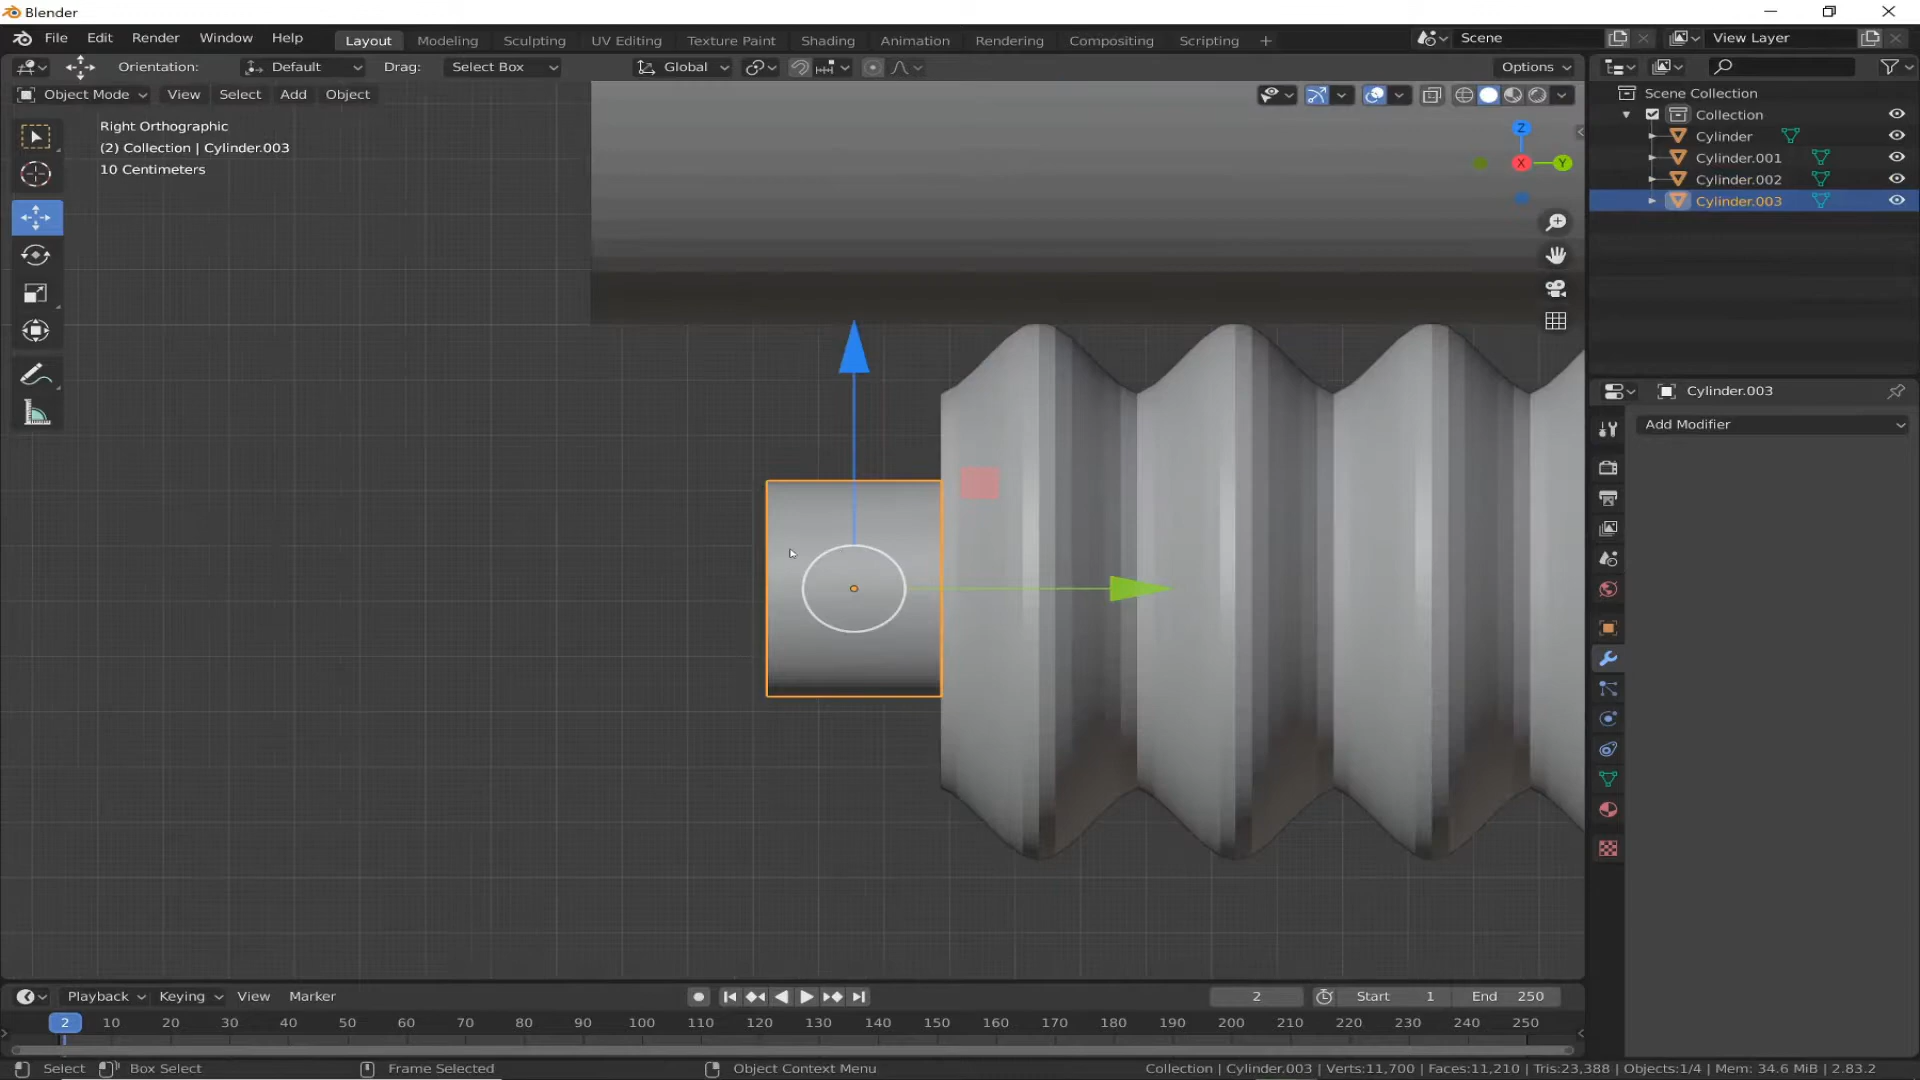 Blender
File Edit Render Window Help Layout Modeling Sculpting UV Editing Texture Paint Shading Animation Rendering Compositing Scripting + Scene View Layer
Orientation: Default Drag: Select Box Global Options
Object Mode View Select Add Object
Right Orthographic
(2) Collection | Cylinder.003
10 Centimeters
Z
X
Y
Scene Collection
Collection
Cylinder
Cylinder.001
Cylinder.002
Cylinder.003
Cylinder.003
Add Modifier
Playback Keying View Marker 2 Start 1 End 250
2 10 20 30 40 50 60 70 80 90 100 110 120 130 140 150 160 170 180 190 200 210 220 230 240 250
Select Box Select Frame Selected Object Context Menu Collection | Cylinder.003 | Verts:11,700 | Faces:11,210 | Tris:23,388 | Objects:1/4 | Mem: 34.6 MiB | 2.83.2